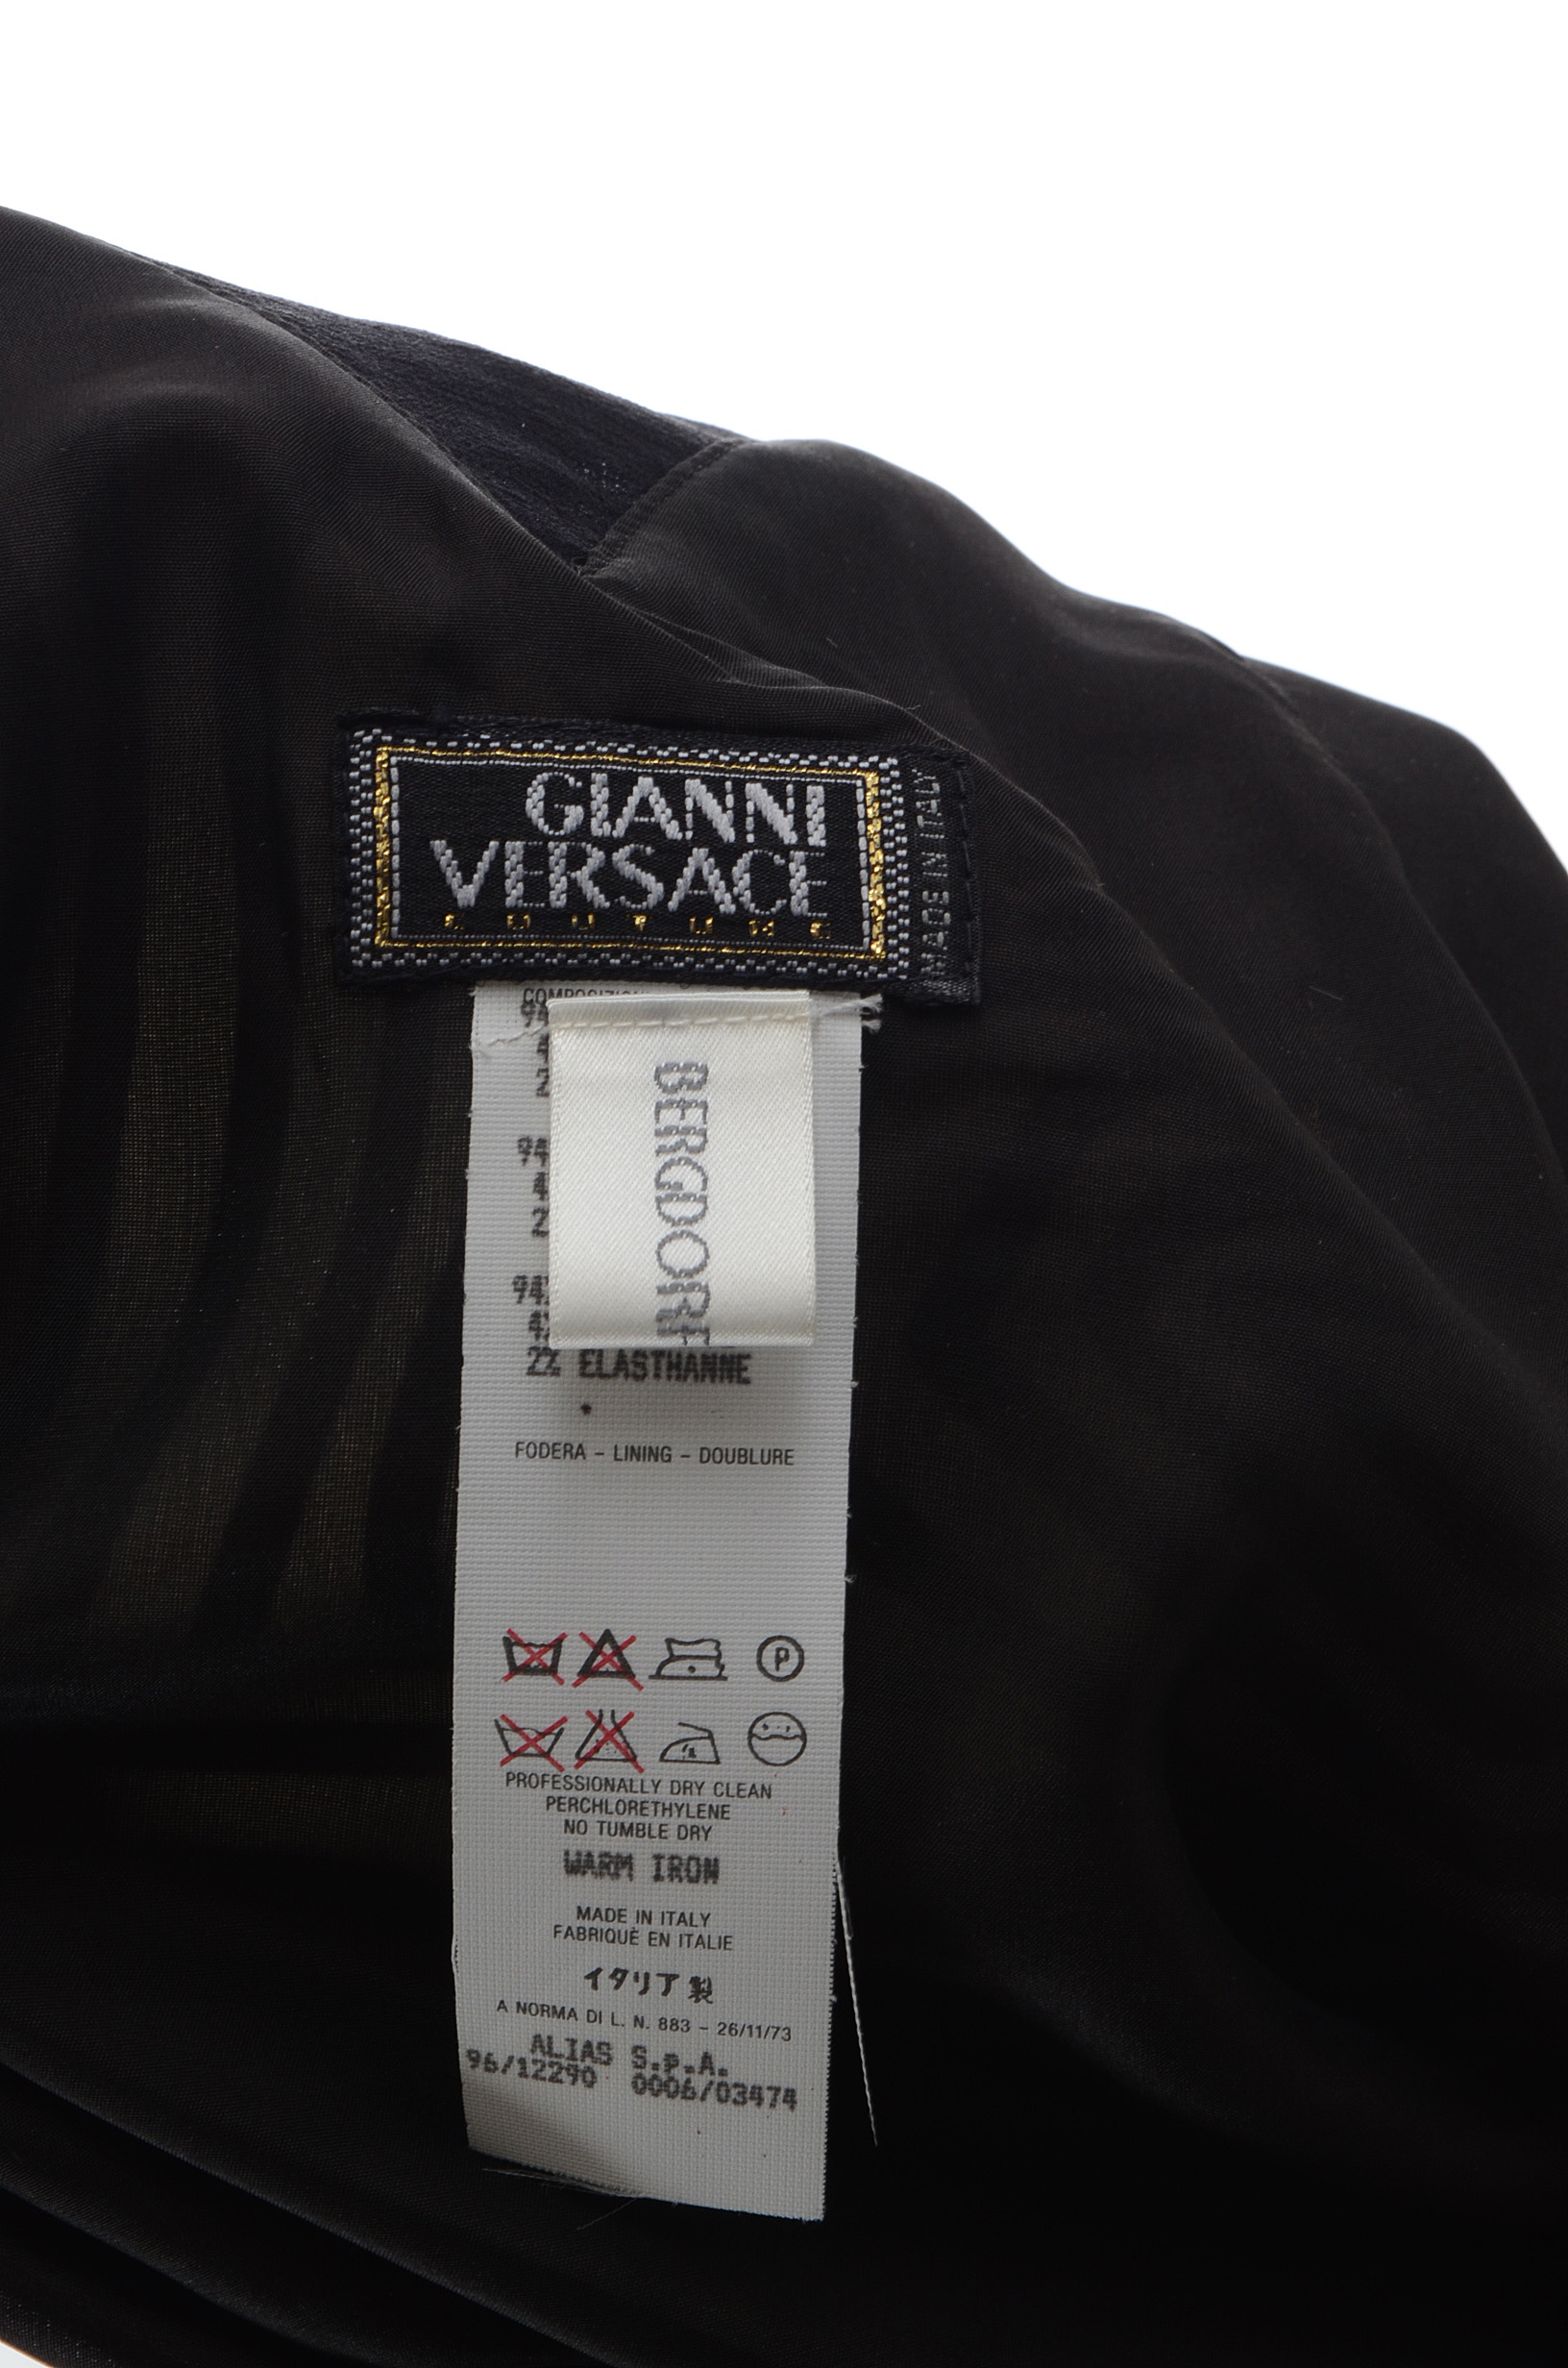 GIANNI
VERSACE
COUTURE
MADE IN ITALY
BERGDORF
94%
2% ELASTHANNE
FODERA - LINING - DOUBLURE
P
PROFESSIONALLY DRY CLEAN
PERCHLORETHYLENE
NO TUMBLE DRY
WARM IRON
MADE IN ITALY
FABRIQUÈ EN ITALIE
イタリア製
A NORMA DI L. N. 883 - 26/11/73
ALIAS S.p.A.
96/12290 0006/03474